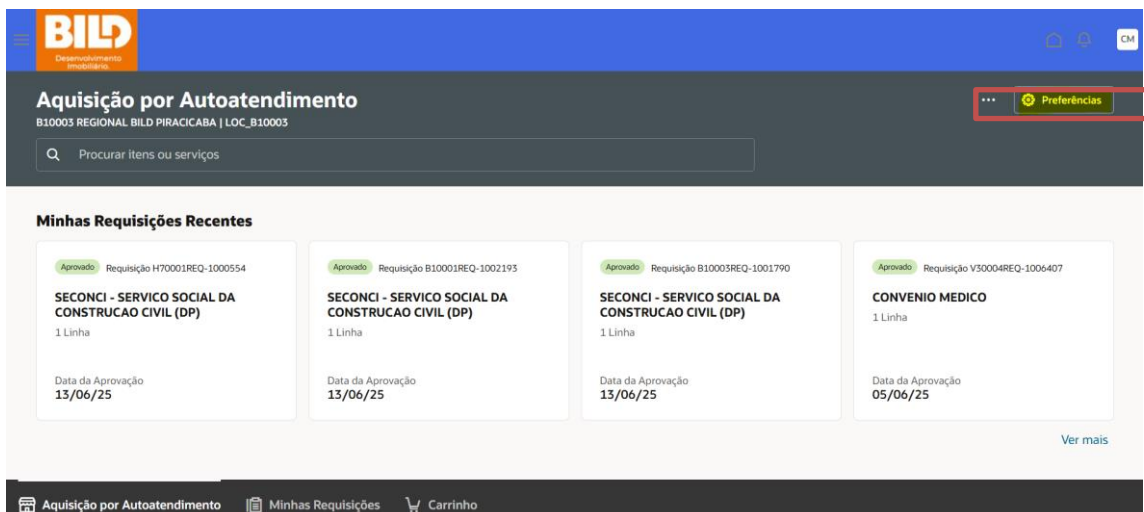 BILD
Desenvolvimento
Imobiliário.
CM
Aquisição por Autoatendimento
B10003 REGIONAL BILD PIRACICABA | LOC_B10003
... Preferências
Procurar itens ou serviços
Minhas Requisições Recentes
Aprovado Requisição H70001REQ-1000554
SECONCI - SERVICO SOCIAL DA
CONSTRUCAO CIVIL (DP)
1 Linha
Data da Aprovação
13/06/25
Aprovado Requisição B10001REQ-1002193
SECONCI - SERVICO SOCIAL DA
CONSTRUCAO CIVIL (DP)
1 Linha
Data da Aprovação
13/06/25
Aprovado Requisição B10003REQ-1001790
SECONCI - SERVICO SOCIAL DA
CONSTRUCAO CIVIL (DP)
1 Linha
Data da Aprovação
13/06/25
Aprovado Requisição V30004REQ-1006407
CONVENIO MEDICO
1 Linha
Data da Aprovação
05/06/25
Ver mais
Aquisição por Autoatendimento Minhas Requisições Carrinho